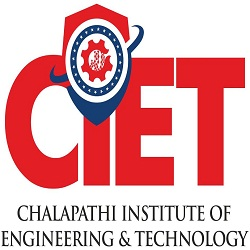 CIET
CHALAPATHI INSTITUTE OF
ENGINEERING & TECHNOLOGY